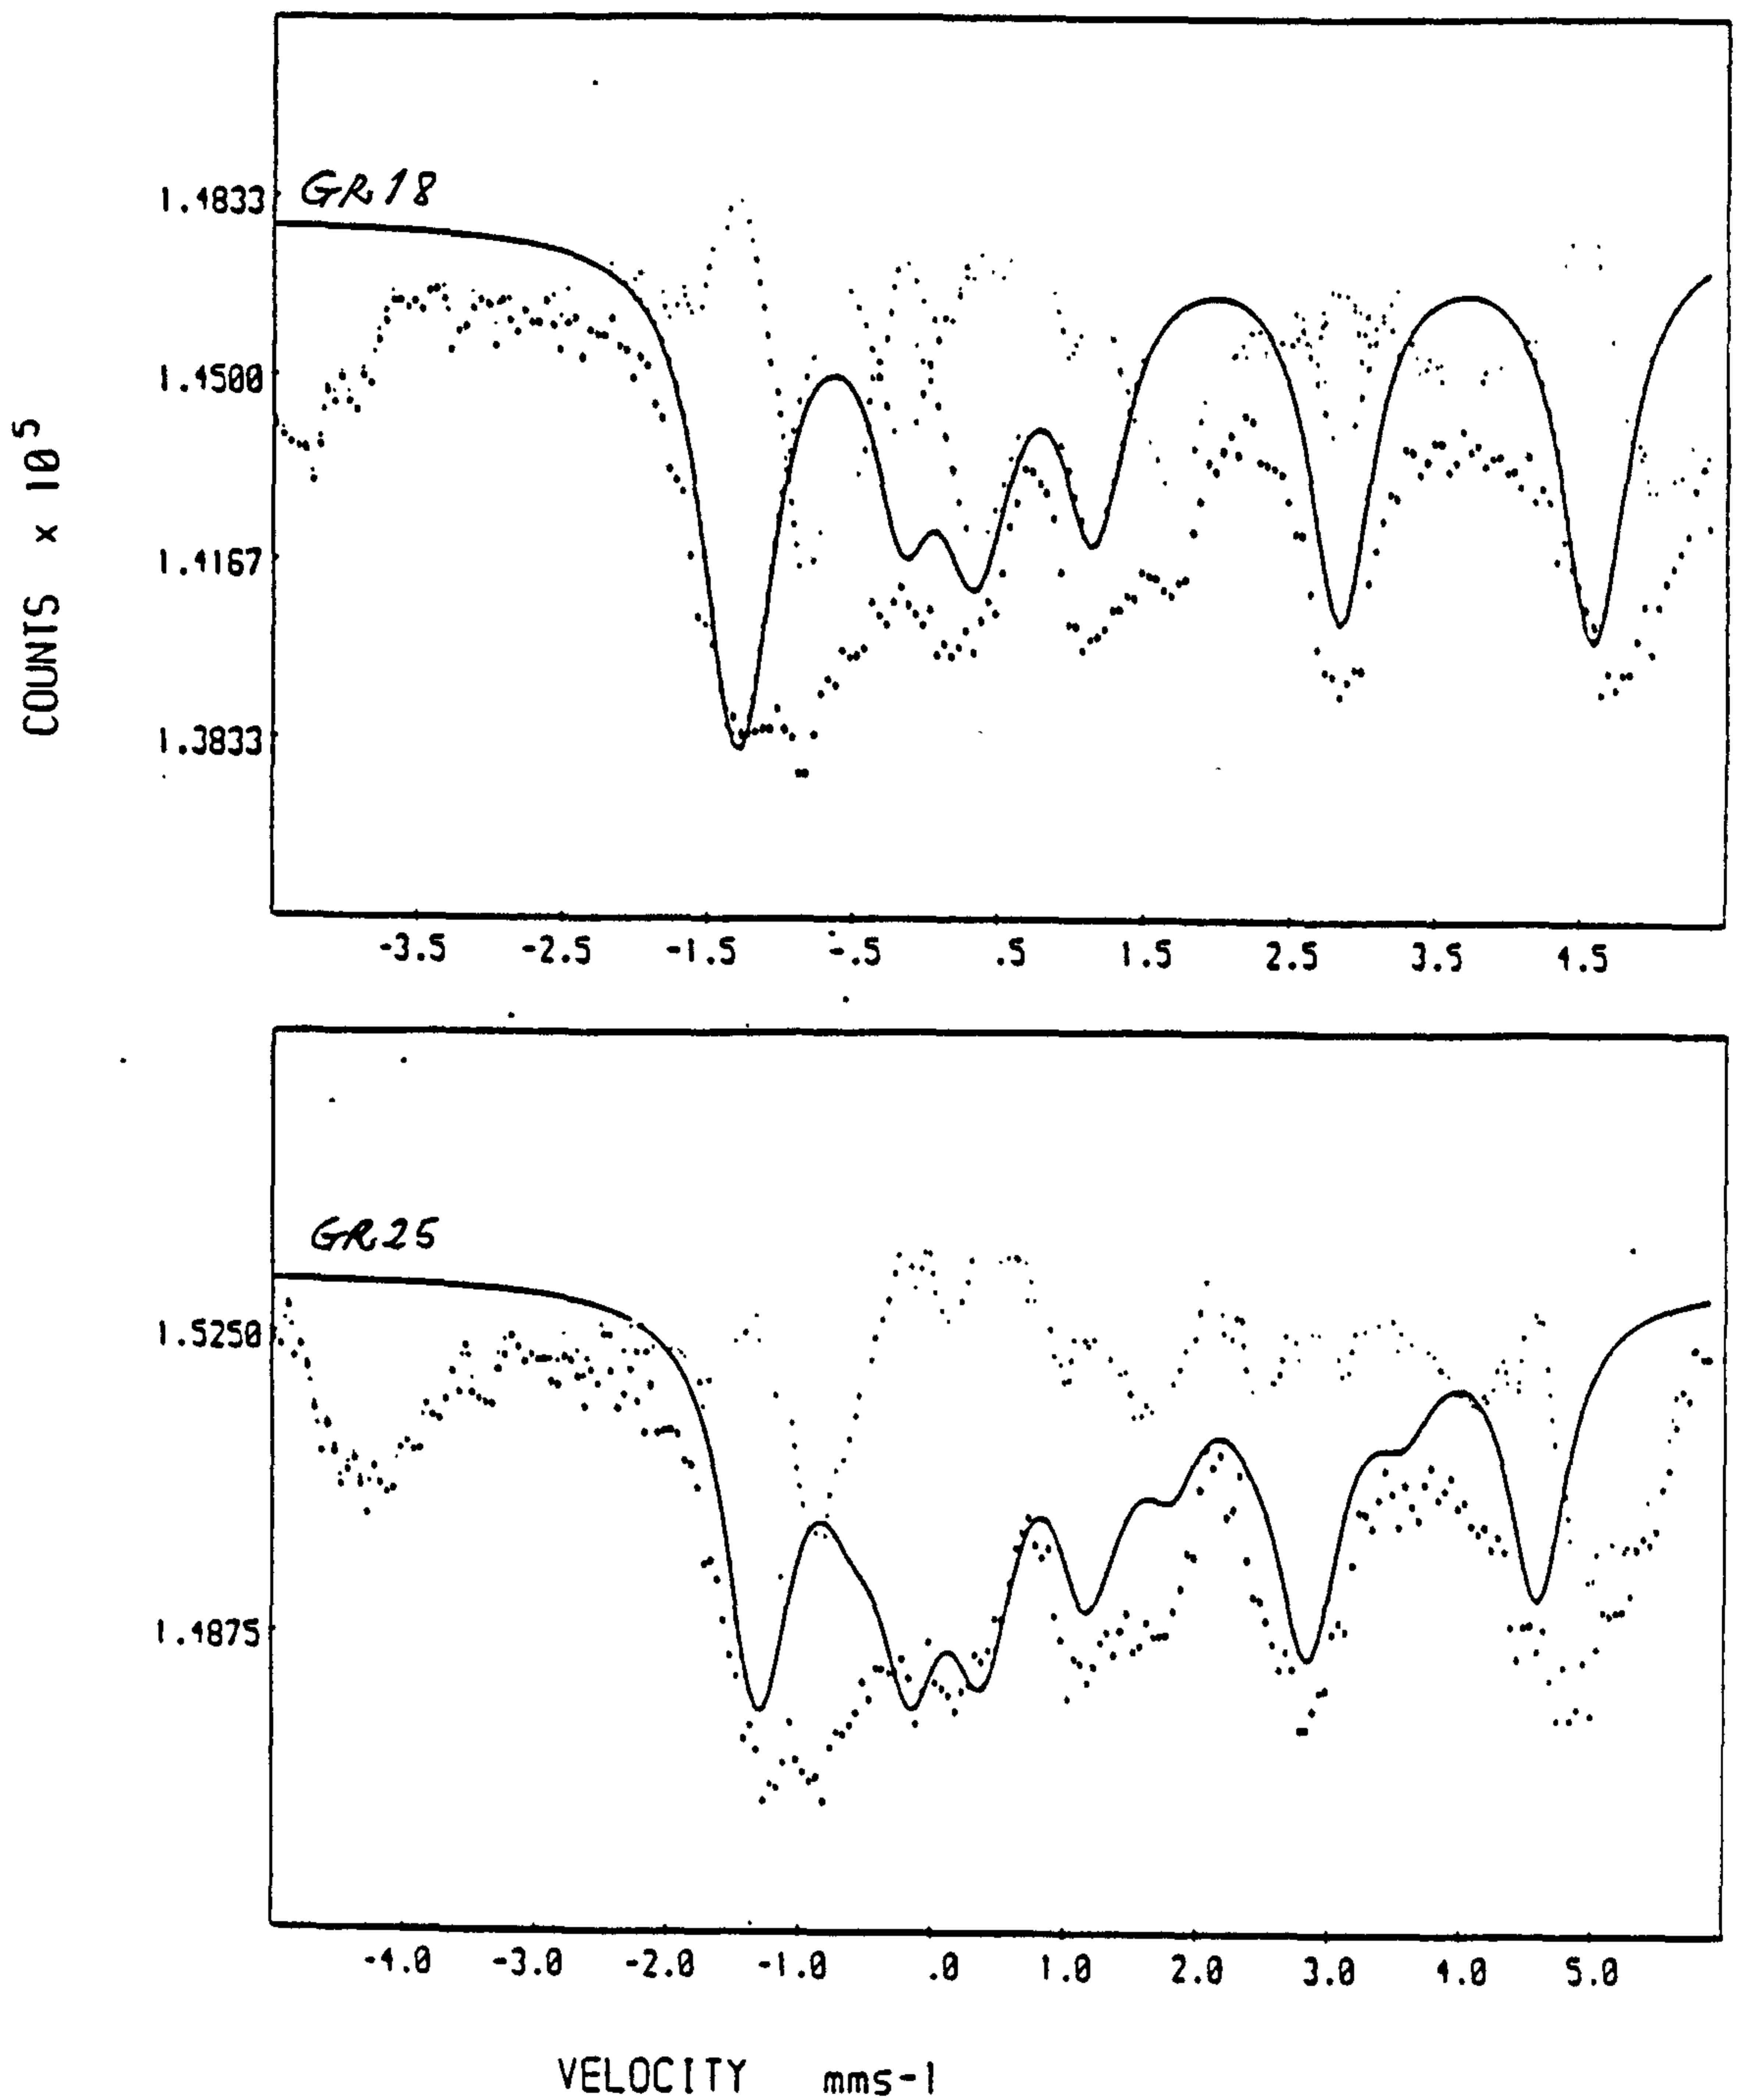 COUNTS x 10 5
GR18
1.4833
1.4500
1.4167
1.3833
-3.5 -2.5 -1.5 -.5 .5 1.5 2.5 3.5 4.5
GR25
1.5250
1.4875
-4.0 -3.0 -2.0 -1.0 .0 1.0 2.0 3.0 4.0 5.0
VELOCITY mms-1